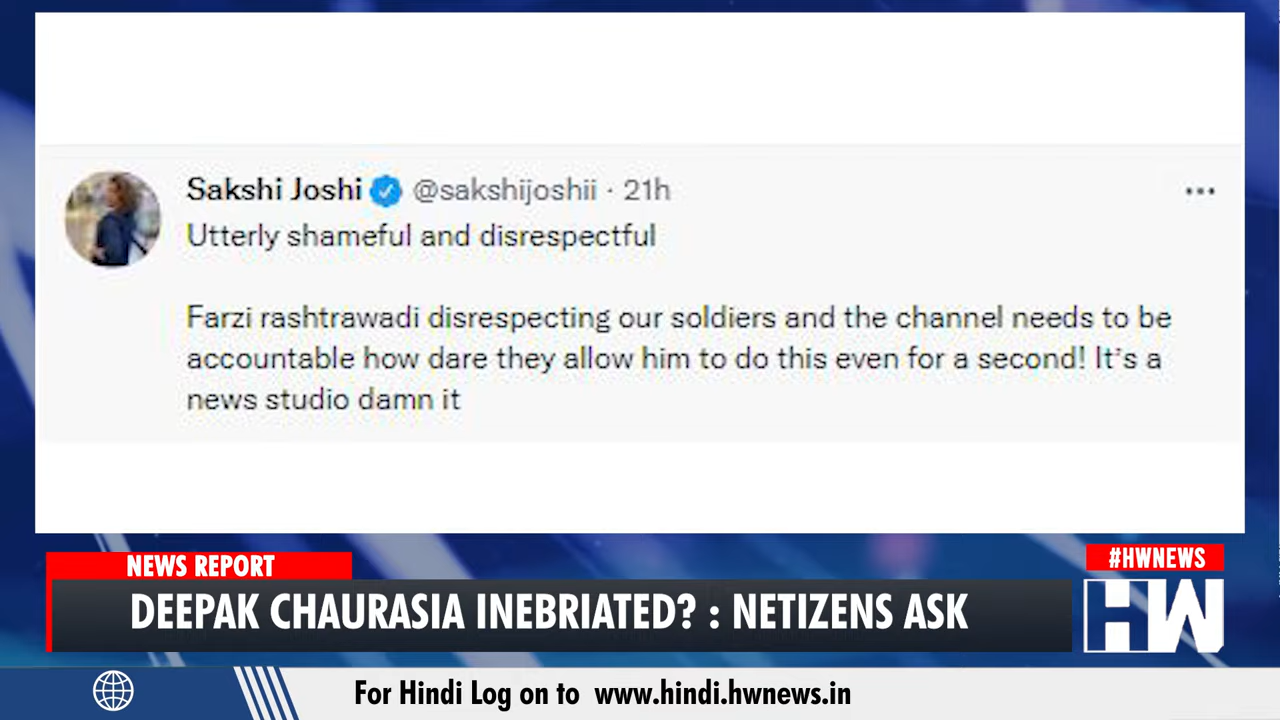 Sakshi Joshi @sakshijoshii · 21h
Utterly shameful and disrespectful
Farzi rashtrawadi disrespecting our soldiers and the channel needs to be
accountable how dare they allow him to do this even for a second! It's a
news studio damn it
NEWS REPORT
DEEPAK CHAURASIA INEBRIATED? : NETIZENS ASK
#HWNEWS
HW
For Hindi Log on to www.hindi.hwnews.in